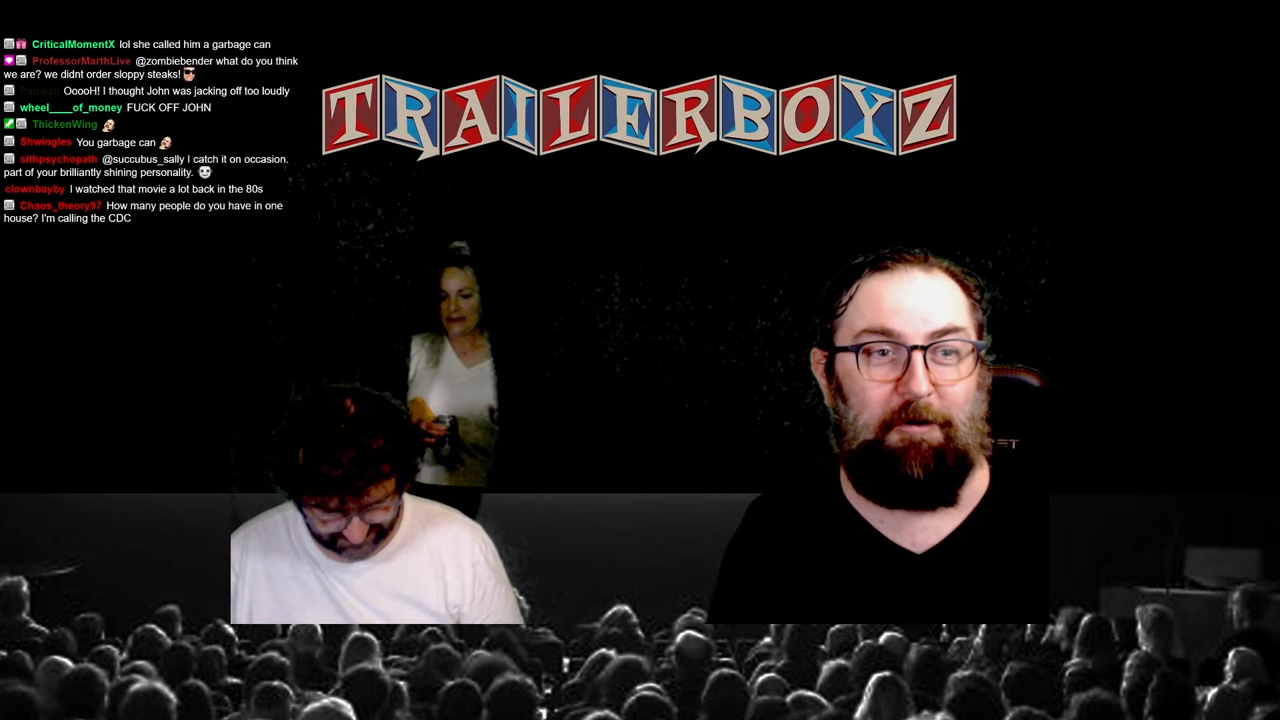 CriticalMomentX lol she called him a garbage can
ProfessorMarthLive @zombiebender what do you think
we are? we didnt order sloppy steaks!
Panwall OoooH! I thought John was jacking off too loudly
wheel____of_money FUCK OFF JOHN
ThickenWing
Shwingles You garbage can
sithpsychopath @succubus_sally I catch it on occasion.
part of your brilliantly shining personality.
clownbayby I watched that movie a lot back in the 80s
Chaos_theory97 How many people do you have in one
house? I'm calling the CDC
TRAILERBOYZ